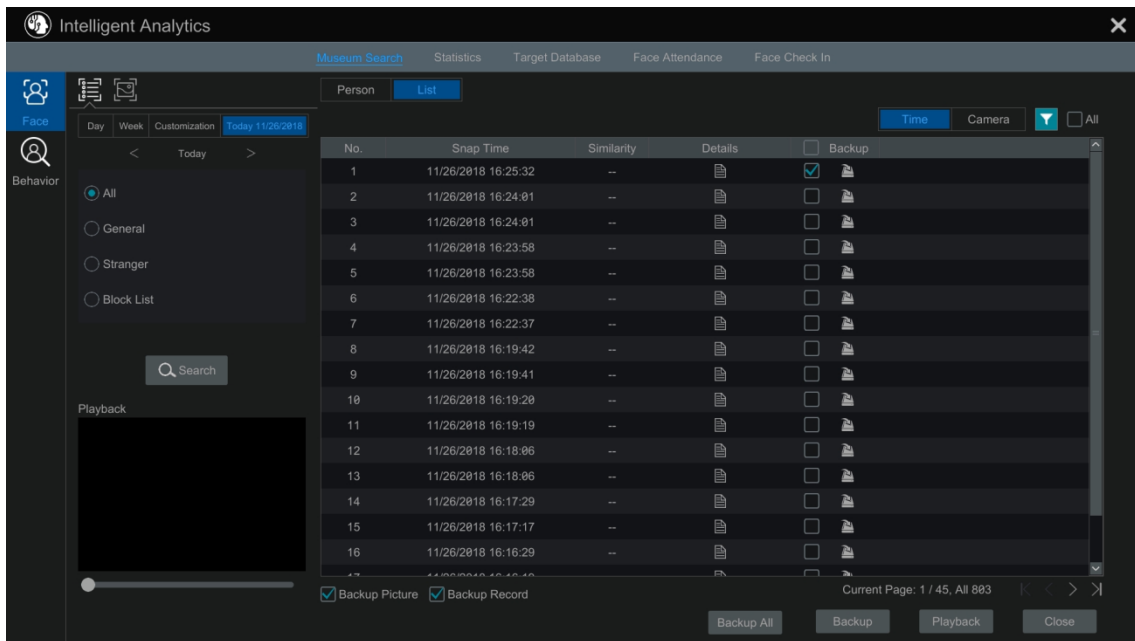 Intelligent Analytics
Museum Search Statistics Target Database Face Attendance Face Check In
Face
Behavior
Day Week Customization Today 11/26/2018
< Today >
All
General
Stranger
Block List
Search
Playback
Person List
Time Camera All
No. Snap Time Similarity Details Backup
1 11/26/2018 16:25:32 --
2 11/26/2018 16:24:01 --
3 11/26/2018 16:24:01 --
4 11/26/2018 16:23:58 --
5 11/26/2018 16:23:58 --
6 11/26/2018 16:22:38 --
7 11/26/2018 16:22:37 --
8 11/26/2018 16:19:42 --
9 11/26/2018 16:19:41 --
10 11/26/2018 16:19:20 --
11 11/26/2018 16:19:19 --
12 11/26/2018 16:18:06 --
13 11/26/2018 16:18:06 --
14 11/26/2018 16:17:29 --
15 11/26/2018 16:17:17 --
16 11/26/2018 16:16:29 --
Backup Picture Backup Record
Current Page: 1 / 45, All 803
Backup All Backup Playback Close